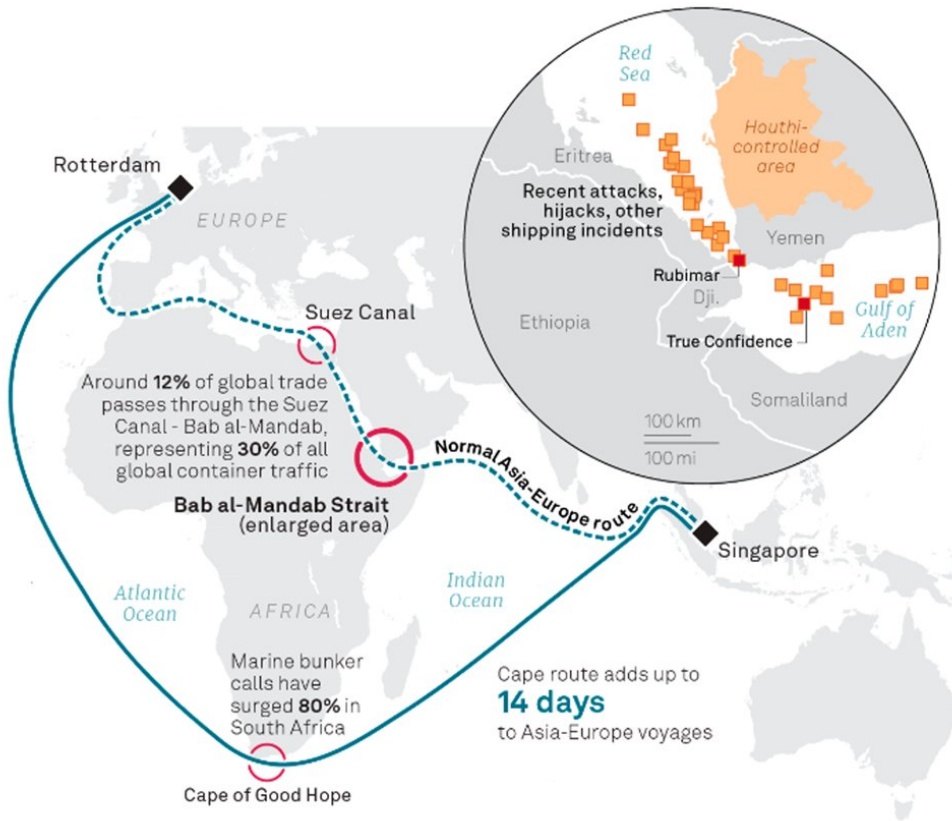 Red
Sea
Houthi-
controlled
area
Eritrea
Recent attacks,
hijacks, other
shipping incidents
Yemen
Rubimar
Dji.
Gulf of
Aden
Ethiopia
True Confidence
Somaliland
100 km
100 mi
Rotterdam
EUROPE
Suez Canal
Around 12% of global trade
passes through the Suez
Canal - Bab al-Mandab,
representing 30% of all
global container traffic
Normal Asia-Europe route
Bab al-Mandab Strait
(enlarged area)
Singapore
Atlantic
Ocean
Indian
Ocean
AFRICA
Marine bunker
calls have
surged 80% in
South Africa
Cape route adds up to
14 days
to Asia-Europe voyages
Cape of Good Hope